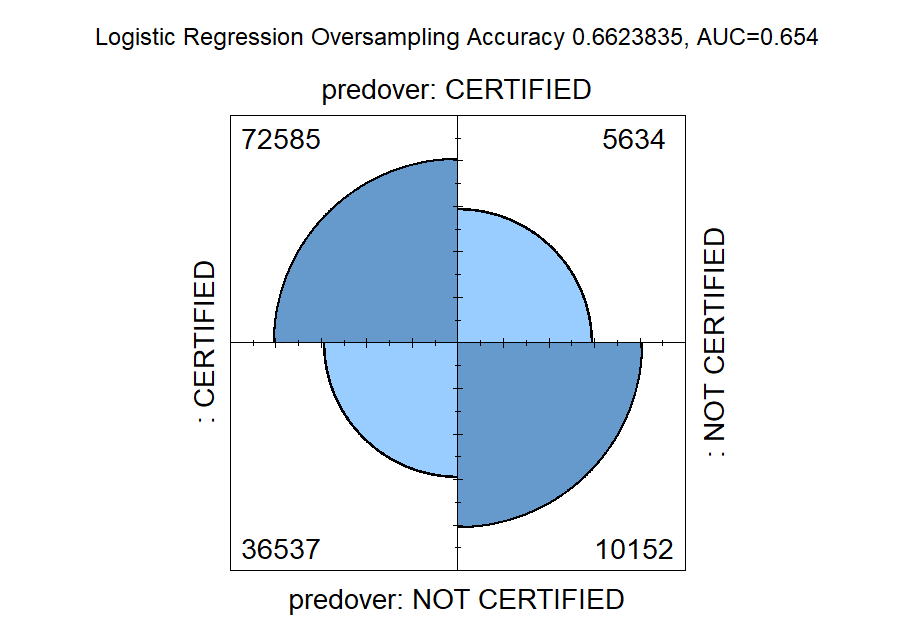 Logistic Regression Oversampling Accuracy 0.6623835, AUC=0.654
predover: CERTIFIED
72585
5634
: CERTIFIED
: NOT CERTIFIED
36537
10152
predover: NOT CERTIFIED